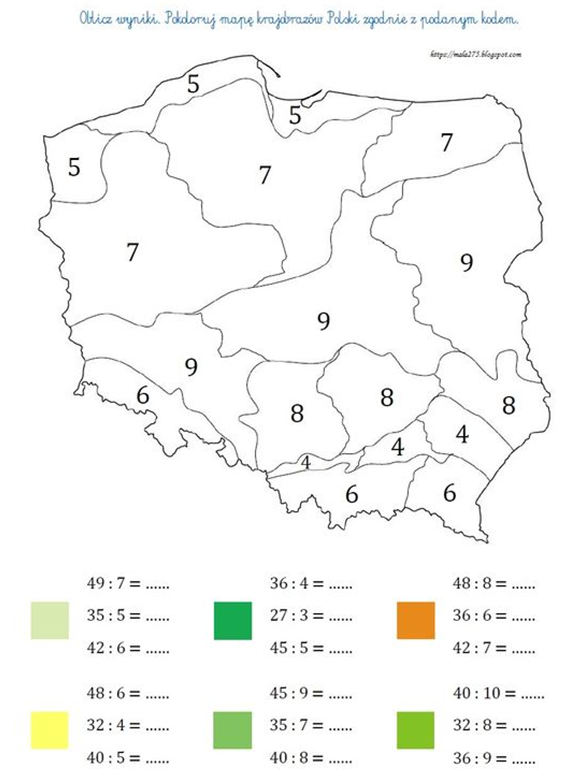 Oblicz wyniki. Pokoloruj mapę krajobrazów Polski zgodnie z podanym kodem.
https://mala275.blogspot.com
5
5
7
5
7
7
9
9
9
6
8
8
8
4
4
4
6
6
49 : 7 = ......
36 : 4 = ......
48 : 8 = ......
35 : 5 = ......
27 : 3 = ......
36 : 6 = ......
42 : 6 = ......
45 : 5 = ......
42 : 7 = ......
48 : 6 = ......
45 : 9 = ......
40 : 10 = ......
32 : 4 = ......
35 : 7 = ......
32 : 8 = ......
40 : 5 = ......
40 : 8 = ......
36 : 9 = ......